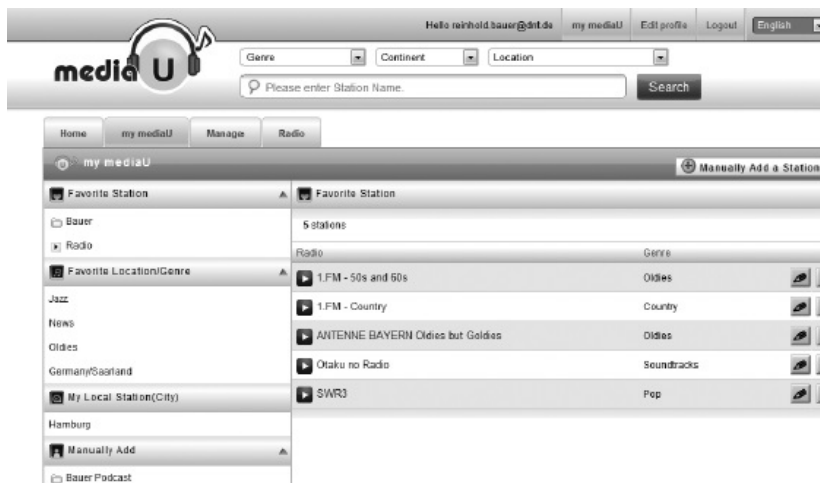 Hello reinhold.bauer@dnt.de my mediaU Edit profile Logout English
media U
Genre Continent Location
Please enter Station Name. Search
Home my mediaU Manager Radio
my mediaU
Manually Add a Station
Favorite Station
Bauer
Radio
Favorite Location/Genre
Jazz
News
Oldies
Germany/Saarland
My Local Station(City)
Hamburg
Manually Add
Bauer Podcast
Favorite Station
5 stations
Radio Genre
1.FM - 50s and 60s Oldies
1.FM - Country Country
ANTENNE BAYERN Oldies but Goldies Oldies
Otaku no Radio Soundtracks
SWR3 Pop